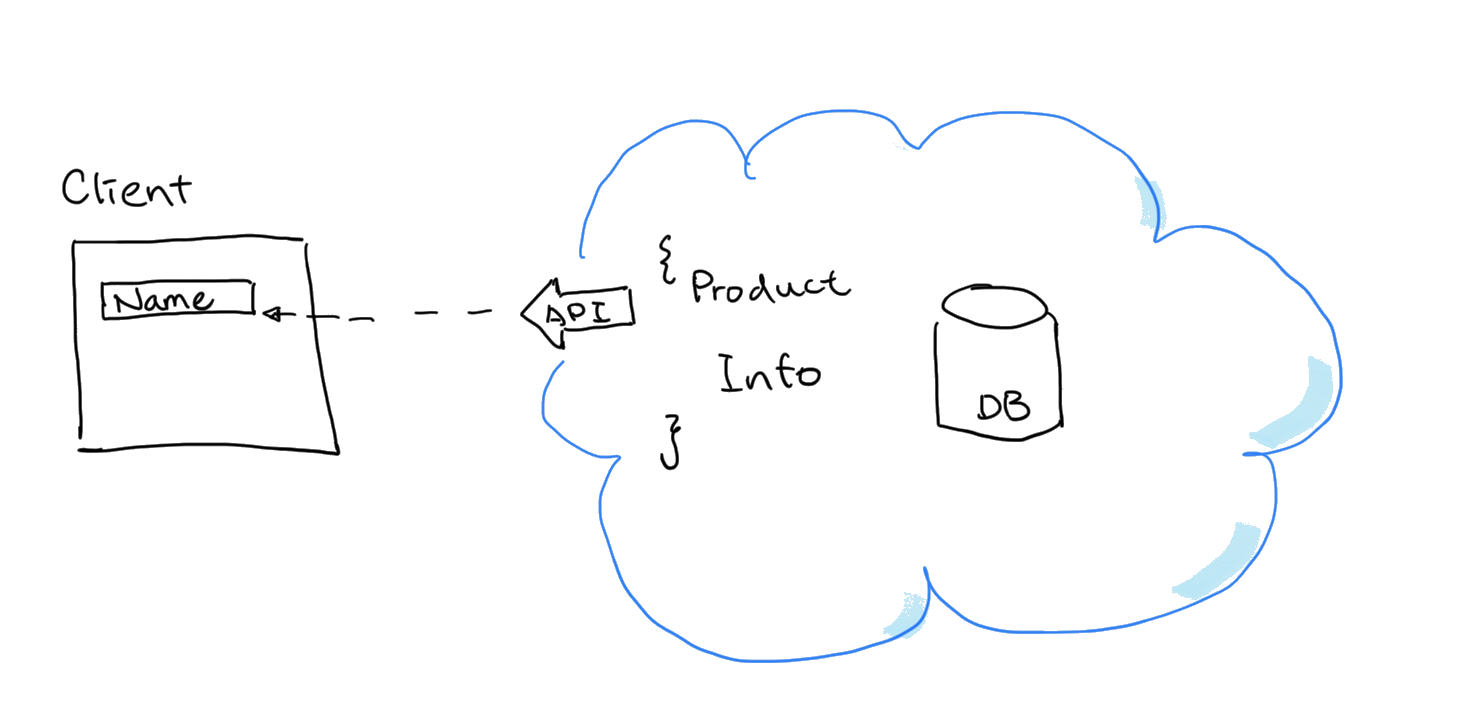 Client
Name
API
{
Product
Info
}
DB